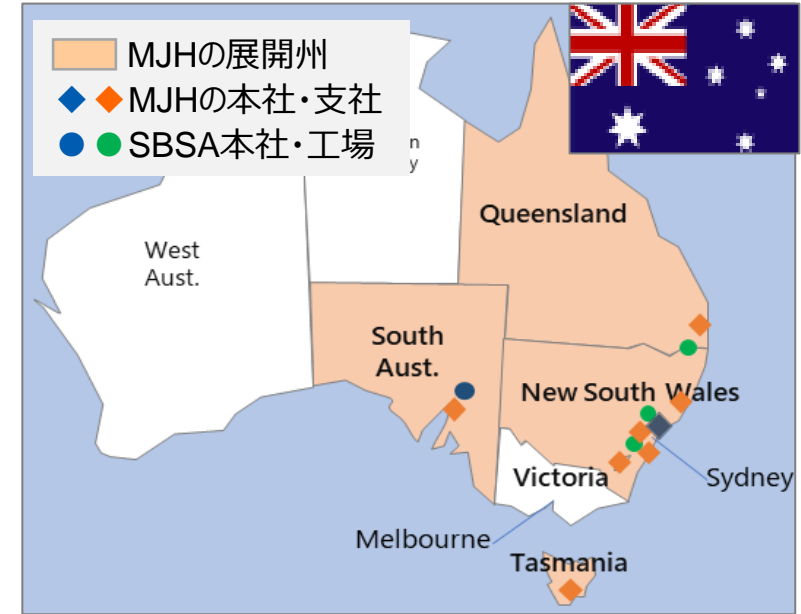 MJHの展開州
MJHの本社・支社
SBSA本社・工場
Queensland
West
Aust.
South
Aust.
New South Wales
Victoria
Sydney
Melbourne
Tasmania